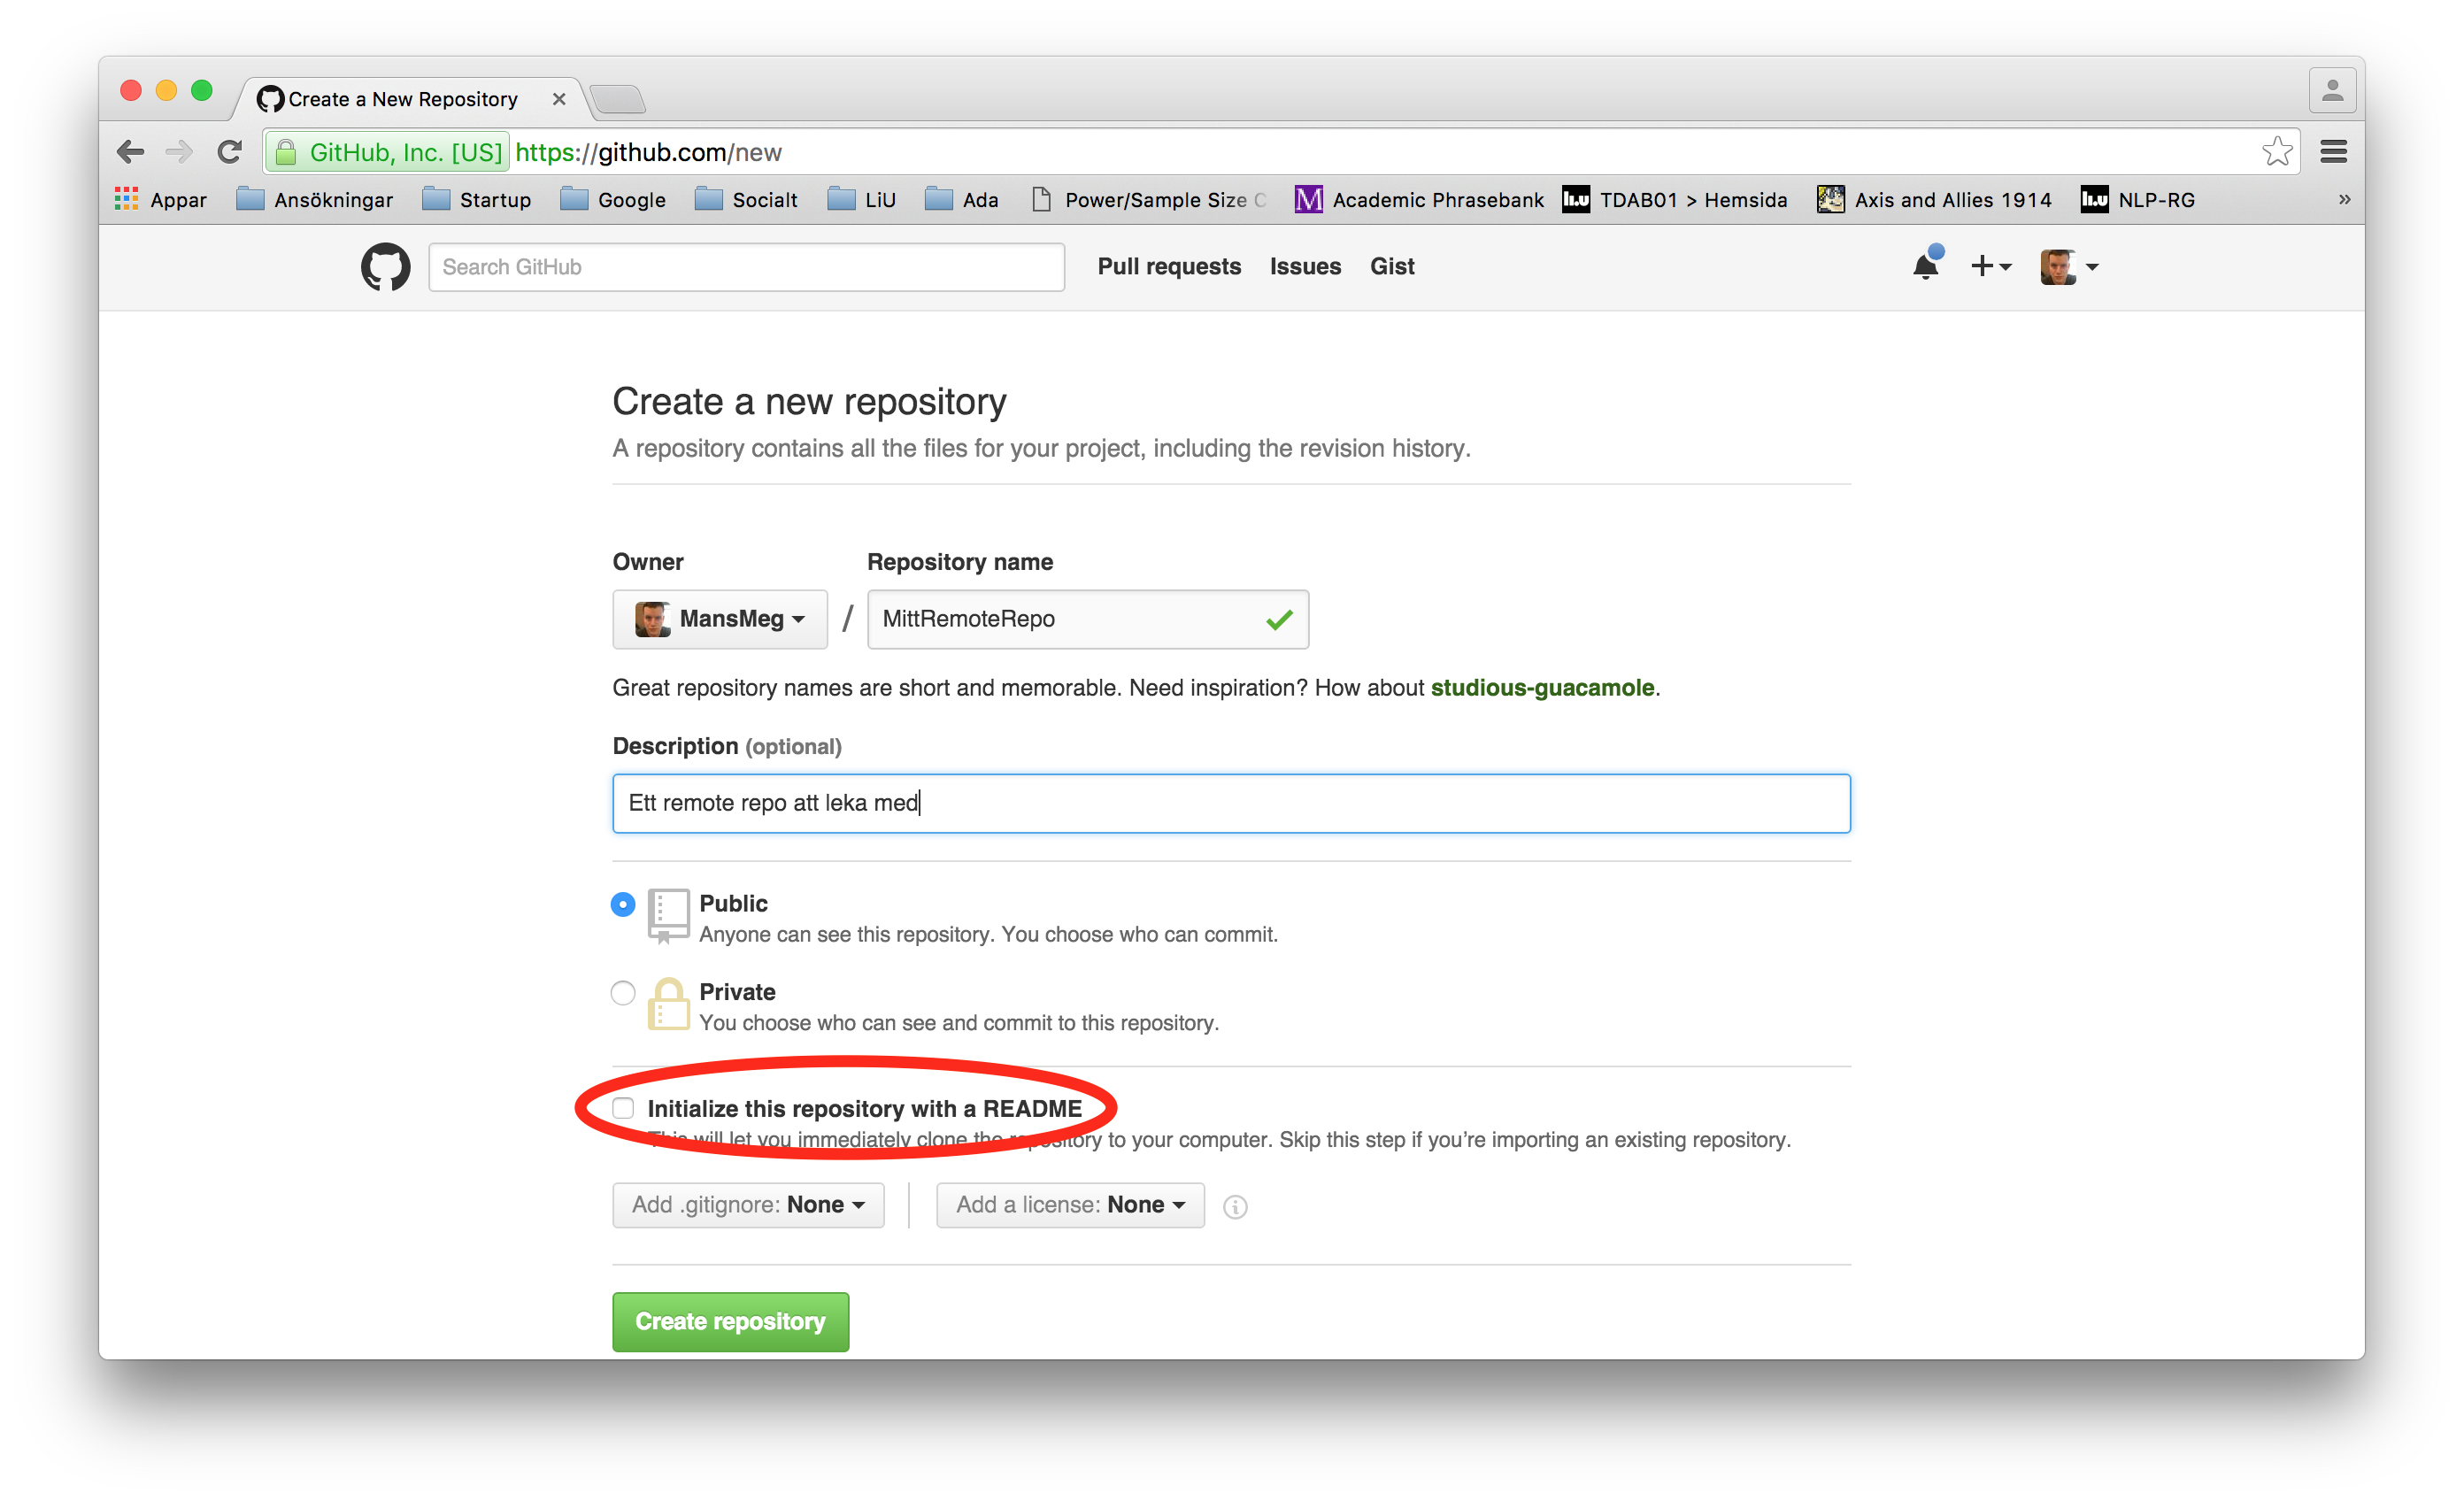 Create a New Repository
GitHub, Inc. [US] https://github.com/new
Appar Ansökningar Startup Google Socialt LiU Ada Power/Sample Size C M Academic Phrasebank li.u TDAB01 > Hemsida Axis and Allies 1914 li.u NLP-RG »
Search GitHub Pull requests Issues Gist
Create a new repository
A repository contains all the files for your project, including the revision history.
Owner Repository name
MansMeg / MittRemoteRepo
Great repository names are short and memorable. Need inspiration? How about studious-guacamole.
Description (optional)
Ett remote repo att leka med
Public
Anyone can see this repository. You choose who can commit.
Private
You choose who can see and commit to this repository.
Initialize this repository with a README
This will let you immediately clone the repository to your computer. Skip this step if you’re importing an existing repository.
Add .gitignore: None Add a license: None
Create repository